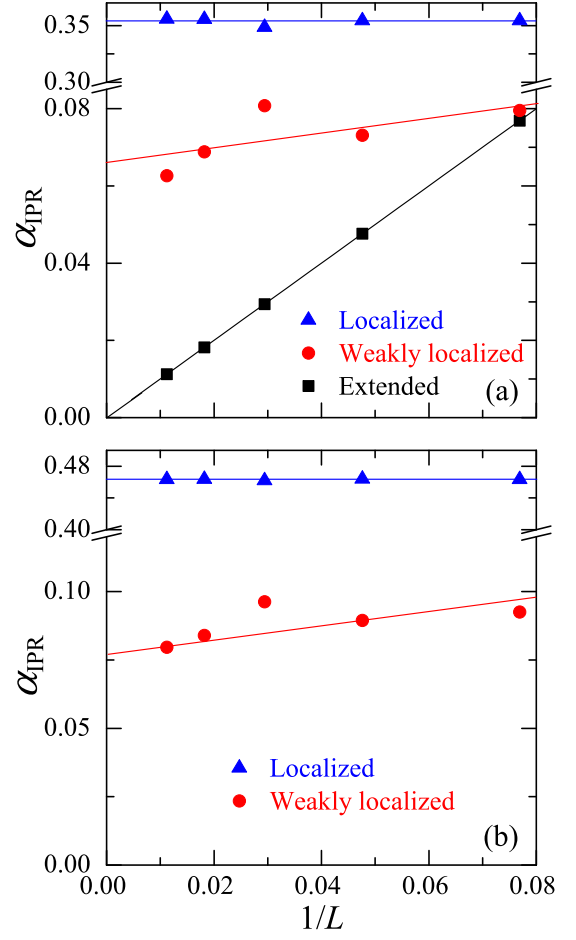 0.35
0.30
0.08
α_IPR
0.04
Localized
Weakly localized
Extended
(a)
0.00
0.48
0.40
0.10
α_IPR
0.05
Localized
Weakly localized
(b)
0.00
0.00 0.02 0.04 0.06 0.08
1/L